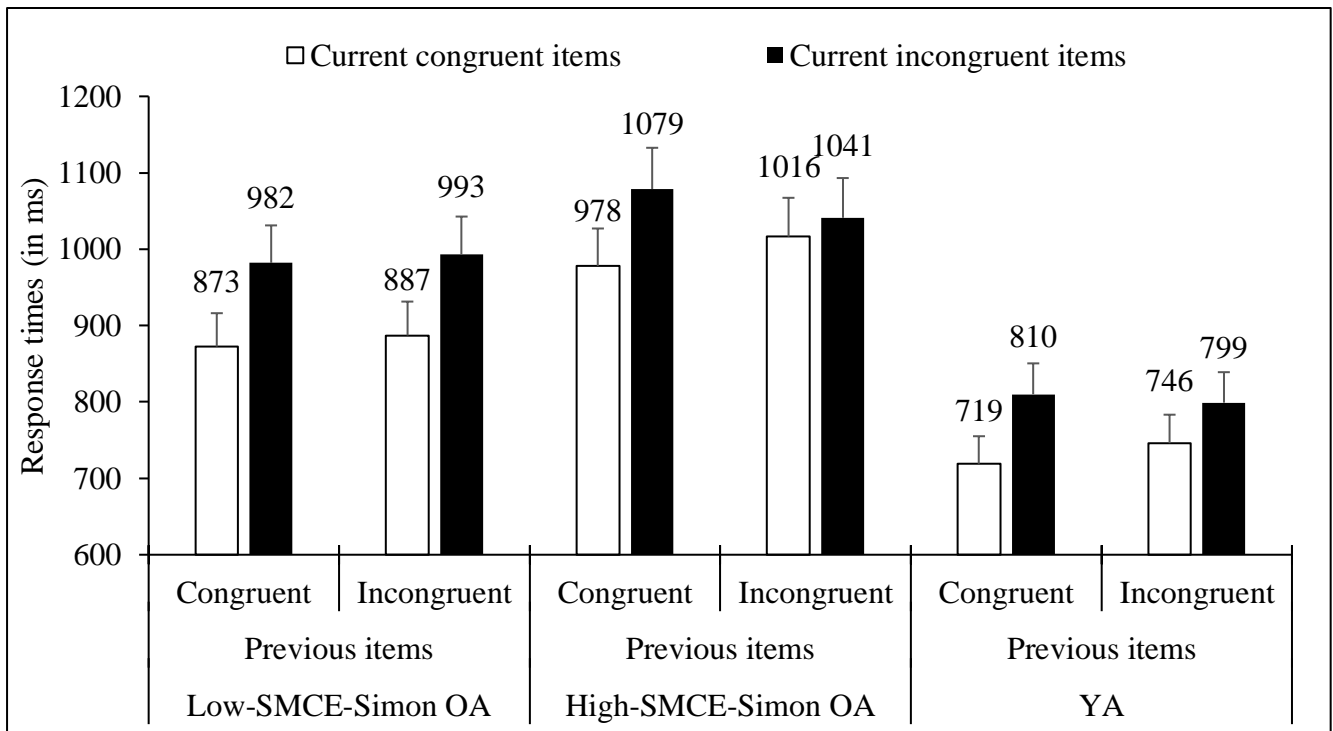 Current congruent items Current incongruent items
Response times (in ms)
1200
1100
1000
900
800
700
600
873 982 887 993 978 1079 1016 1041 719 810 746 799
Congruent Incongruent Congruent Incongruent Congruent Incongruent
Previous items Previous items Previous items
Low-SMCE-Simon OA High-SMCE-Simon OA YA